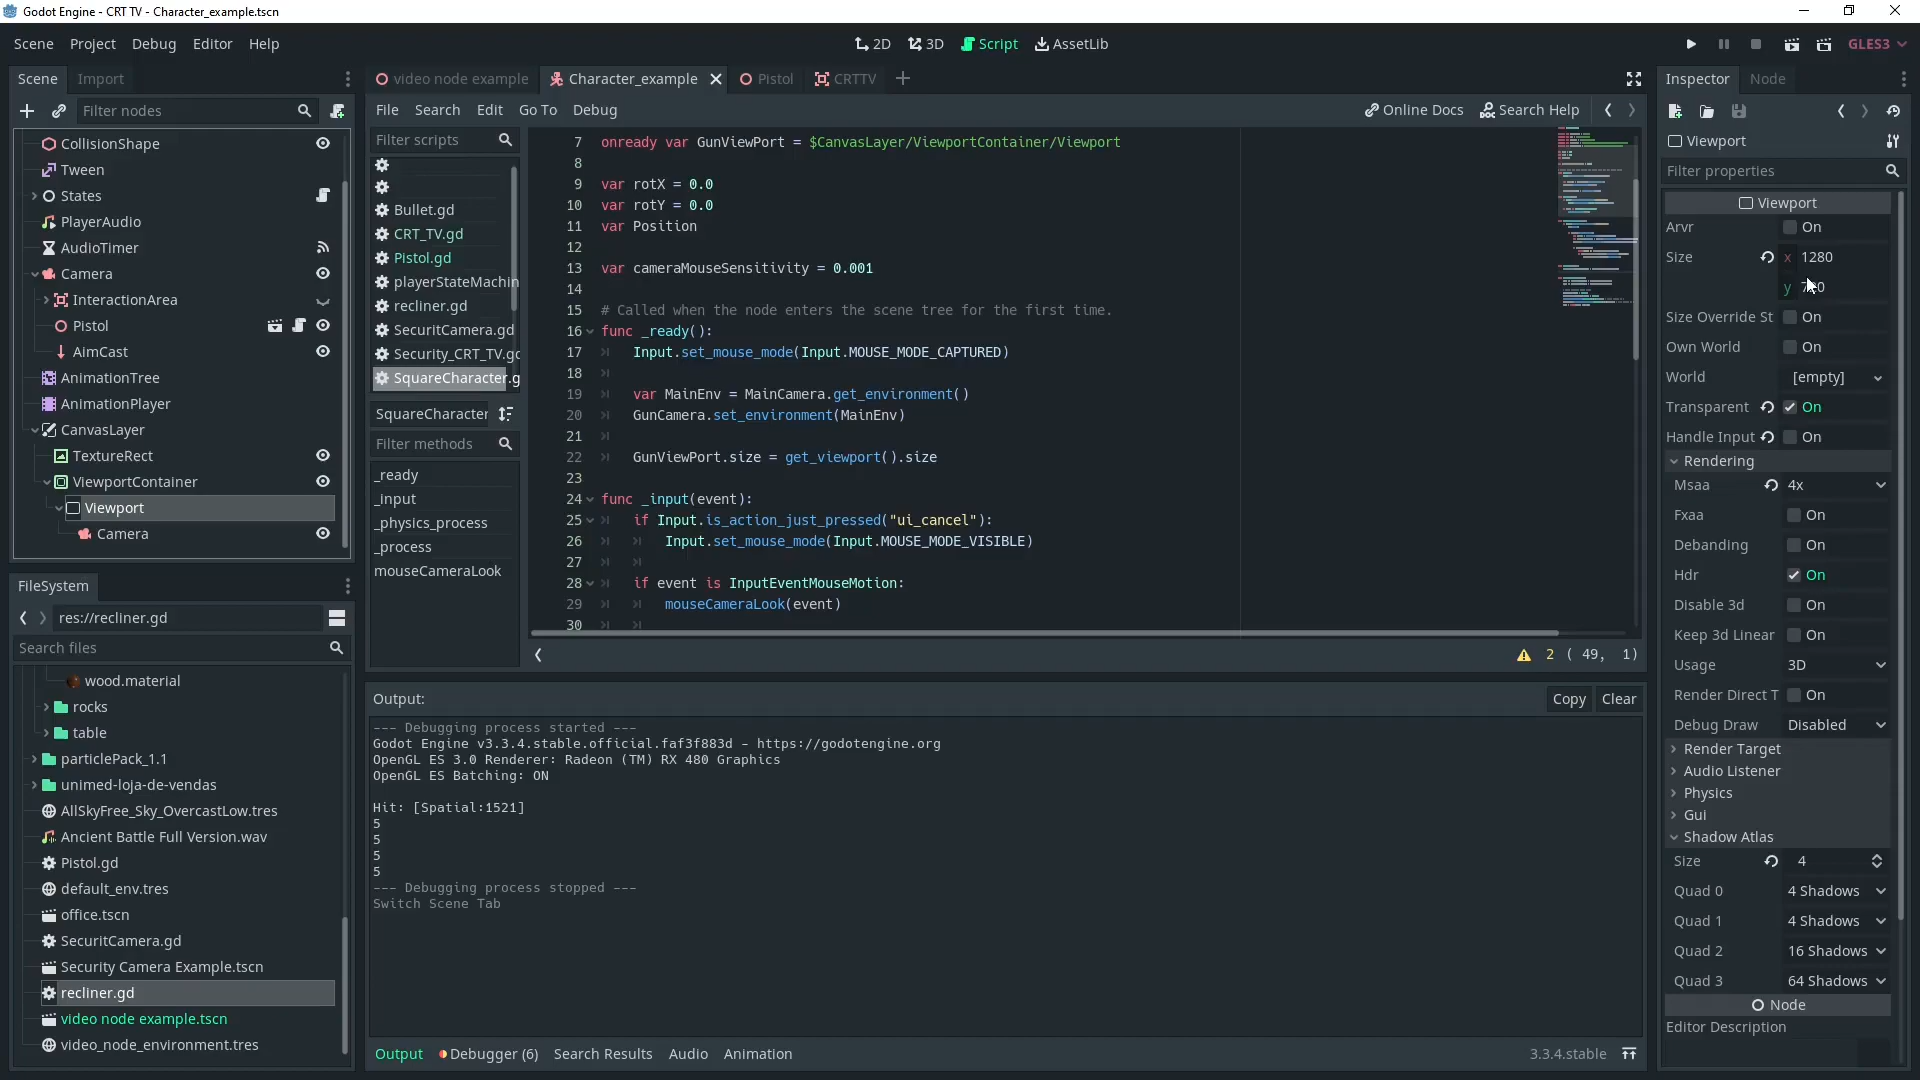 Godot Engine - CRT TV - Character_example.tscn
Scene Project Debug Editor Help
2D 3D Script AssetLib
GLES3
Scene Import
Filter nodes
CollisionShape
Tween
States
PlayerAudio
AudioTimer
Camera
InteractionArea
Pistol
AimCast
AnimationTree
AnimationPlayer
CanvasLayer
TextureRect
ViewportContainer
Viewport
Camera
FileSystem
res://recliner.gd
Search files
wood.material
rocks
table
particlePack_1.1
unimed-loja-de-vendas
AllSkyFree_Sky_OvercastLow.tres
Ancient Battle Full Version.wav
Pistol.gd
default_env.tres
office.tscn
SecuritCamera.gd
Security Camera Example.tscn
recliner.gd
video node example.tscn
video_node_environment.tres
video node example Character_example Pistol CRTTV
File Search Edit Go To Debug
Online Docs Search Help
Filter scripts
Bullet.gd
CRT_TV.gd
Pistol.gd
playerStateMachin
recliner.gd
SecuritCamera.gd
Security_CRT_TV.gd
SquareCharacter.g
SquareCharacter
Filter methods
_ready
_input
_physics_process
_process
mouseCameraLook
7 onready var GunViewPort = $CanvasLayer/ViewportContainer/Viewport
8
9 var rotX = 0.0
10 var rotY = 0.0
11 var Position
12
13 var cameraMouseSensitivity = 0.001
14
15 # Called when the node enters the scene tree for the first time.
16 func _ready():
17 Input.set_mouse_mode(Input.MOUSE_MODE_CAPTURED)
18
19 var MainEnv = MainCamera.get_environment()
20 GunCamera.set_environment(MainEnv)
21
22 GunViewPort.size = get_viewport().size
23
24 func _input(event):
25 if Input.is_action_just_pressed("ui_cancel"):
26 Input.set_mouse_mode(Input.MOUSE_MODE_VISIBLE)
27
28 if event is InputEventMouseMotion:
29 mouseCameraLook(event)
30
2 ( 49, 1)
Output:
Copy Clear
--- Debugging process started ---
Godot Engine v3.3.4.stable.official.faf3f883d - https://godotengine.org
OpenGL ES 3.0 Renderer: Radeon (TM) RX 480 Graphics
OpenGL ES Batching: ON
Hit: [Spatial:1521]
5
5
5
5
--- Debugging process stopped ---
Switch Scene Tab
Output Debugger (6) Search Results Audio Animation
3.3.4.stable
Inspector Node
Viewport
Filter properties
Viewport
Arvr On
Size x 1280
y
Size Override St On
Own World On
World [empty]
Transparent On
Handle Input On
Rendering
Msaa 4x
Fxaa On
Debanding On
Hdr On
Disable 3d On
Keep 3d Linear On
Usage 3D
Render Direct T On
Debug Draw Disabled
Render Target
Audio Listener
Physics
Gui
Shadow Atlas
Size 4
Quad 0 4 Shadows
Quad 1 4 Shadows
Quad 2 16 Shadows
Quad 3 64 Shadows
Node
Editor Description